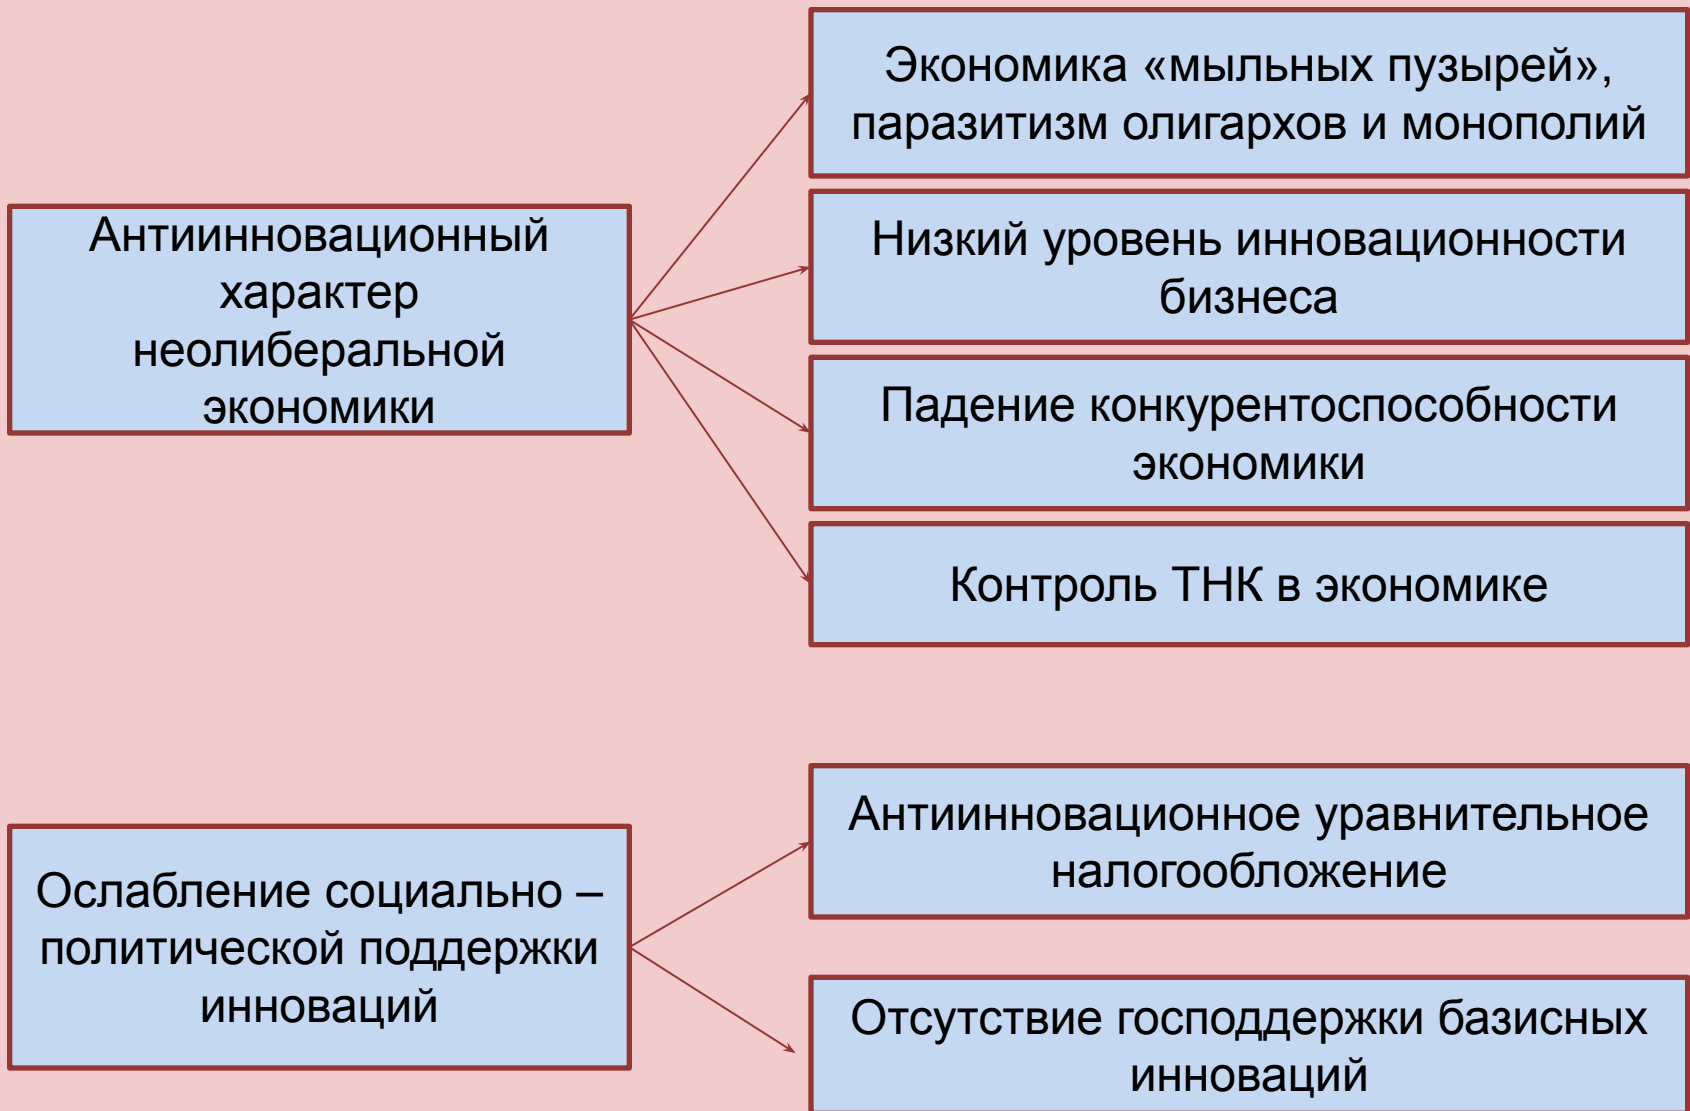 Экономика «мыльных пузырей»,
паразитизм олигархов и монополий
Антиинновационный
характер
неолиберальной
экономики
Низкий уровень инновационности
бизнеса
Падение конкурентоспособности
экономики
Контроль ТНК в экономике
Ослабление социально –
политической поддержки
инноваций
Антиинновационное уравнительное
налогообложение
Отсутствие господдержки базисных
инноваций